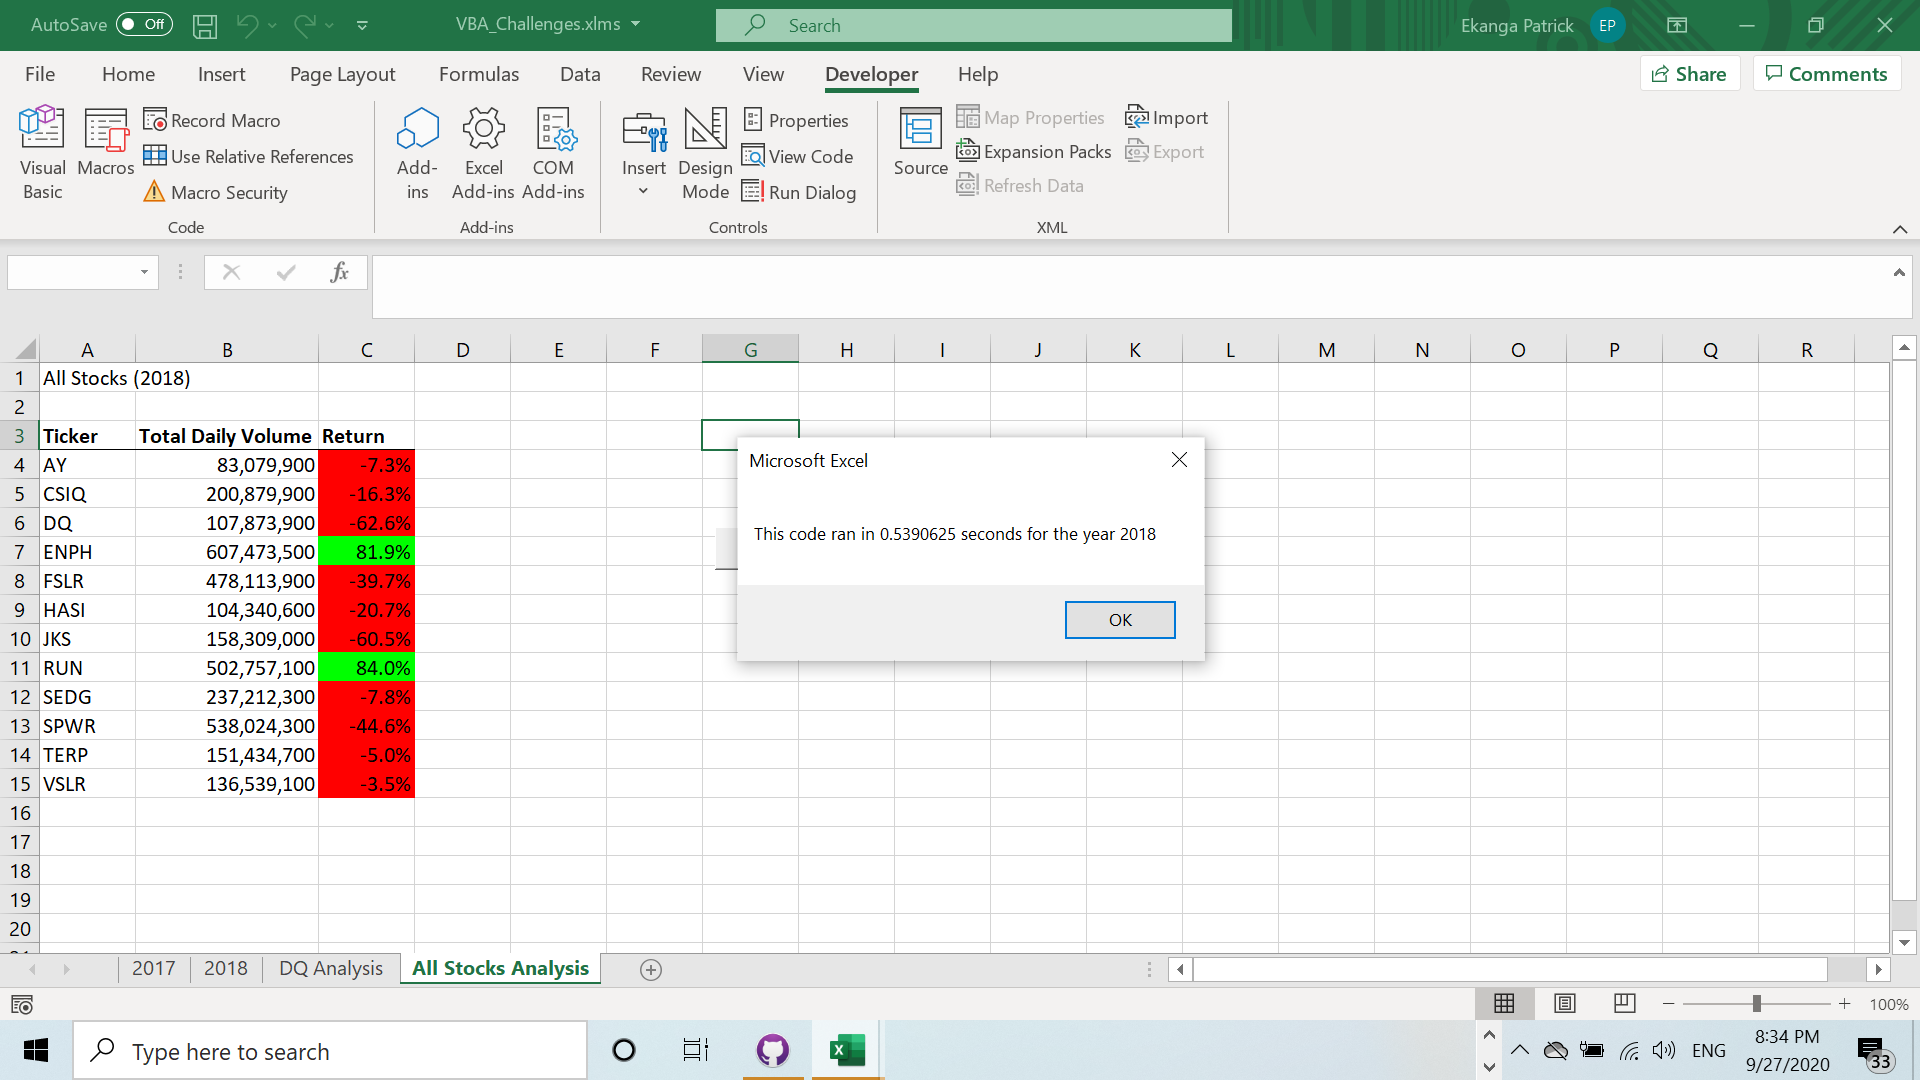 AutoSave Off VBA_Challenges.xlms Search Ekanga Patrick EP
File Home Insert Page Layout Formulas Data Review View Developer Help Share Comments
Visual Basic
Macros
Record Macro
Use Relative References
Macro Security
Code
Add-ins
Excel Add-ins
COM Add-ins
Add-ins
Insert
Design Mode
Properties
View Code
Run Dialog
Controls
Source
Map Properties
Expansion Packs
Refresh Data
Import
Export
XML
fx
A B C D E F G H I J K L M N O P Q R
1 All Stocks (2018)
2
3 Ticker Total Daily Volume Return
4 AY 83,079,900 -7.3%
5 CSIQ 200,879,900 -16.3%
6 DQ 107,873,900 -62.6%
7 ENPH 607,473,500 81.9%
8 FSLR 478,113,900 -39.7%
9 HASI 104,340,600 -20.7%
10 JKS 158,309,000 -60.5%
11 RUN 502,757,100 84.0%
12 SEDG 237,212,300 -7.8%
13 SPWR 538,024,300 -44.6%
14 TERP 151,434,700 -5.0%
15 VSLR 136,539,100 -3.5%
16
17
18
19
20
Microsoft Excel
This code ran in 0.5390625 seconds for the year 2018
OK
2017 2018 DQ Analysis All Stocks Analysis
100%
Type here to search
ENG
8:34 PM
9/27/2020
33